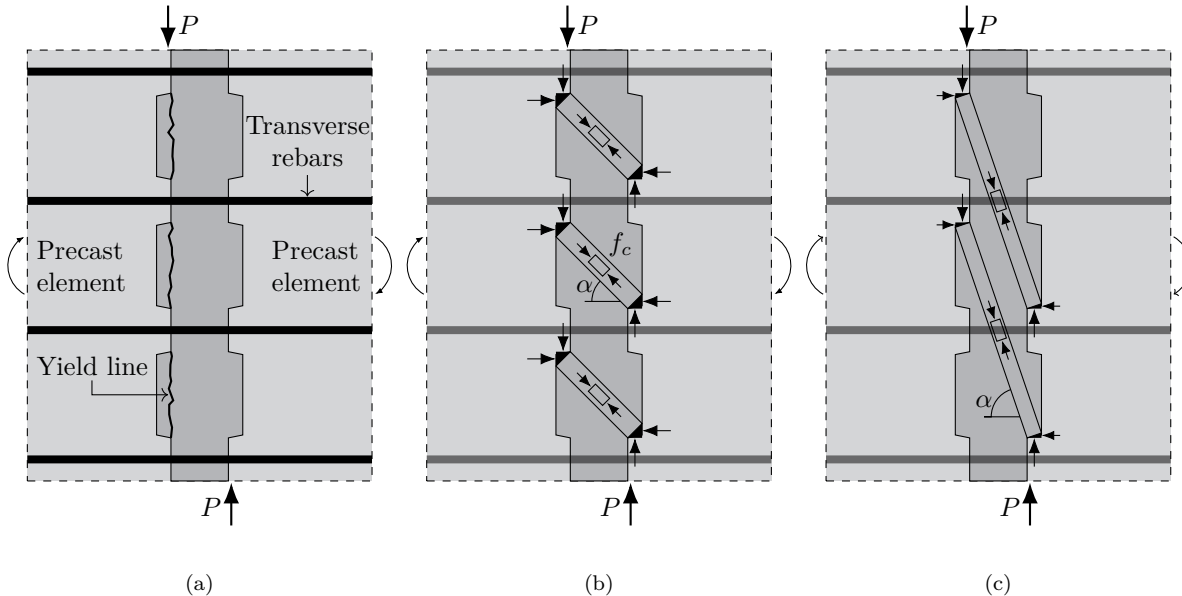 P
Transverse
rebars
Precast
element
Precast
element
Yield line
P
(a)
P
f_c
α
P
(b)
P
α
P
(c)